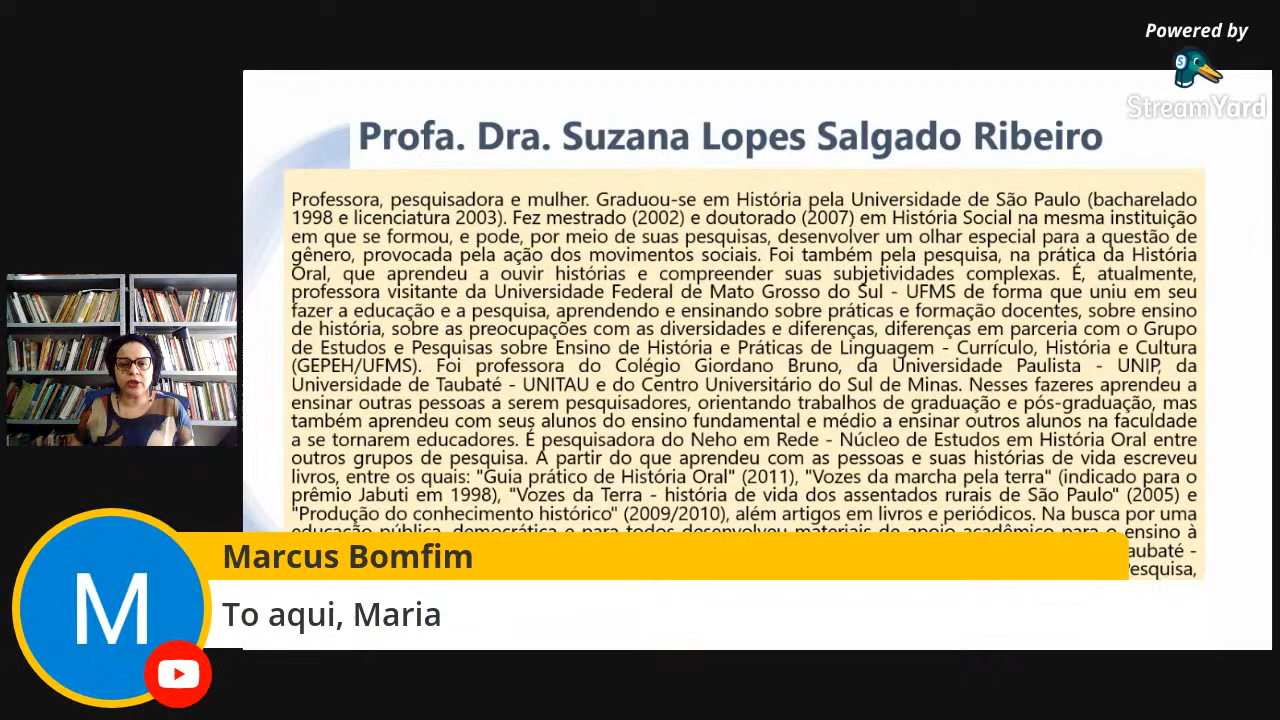 Powered by
StreamYard
Profa. Dra. Suzana Lopes Salgado Ribeiro
Professora, pesquisadora e mulher. Graduou-se em História pela Universidade de São Paulo (bacharelado
1998 e licenciatura 2003). Fez mestrado (2002) e doutorado (2007) em História Social na mesma instituição
em que se formou, e pode, por meio de suas pesquisas, desenvolver um olhar especial para a questão de
gênero, provocada pela ação dos movimentos sociais. Foi também pela pesquisa, na prática da História
Oral, que aprendeu a ouvir histórias e compreender suas subjetividades complexas. É, atualmente,
professora visitante da Universidade Federal de Mato Grosso do Sul - UFMS de forma que uniu em seu
fazer a educação e a pesquisa, aprendendo e ensinando sobre práticas e formação docentes, sobre ensino
de história, sobre as preocupações com as diversidades e diferenças, diferenças em parceria com o Grupo
de Estudos e Pesquisas sobre Ensino de História e Práticas de Linguagem - Currículo, História e Cultura
(GEPEH/UFMS). Foi professora do Colégio Giordano Bruno, da Universidade Paulista - UNIP, da
Universidade de Taubaté - UNITAU e do Centro Universitário do Sul de Minas. Nesses fazeres aprendeu a
ensinar outras pessoas a serem pesquisadores, orientando trabalhos de graduação e pós-graduação, mas
também aprendeu com seus alunos do ensino fundamental e médio a ensinar outros alunos na faculdade
a se tornarem educadores. É pesquisadora do Neho em Rede - Núcleo de Estudos em História Oral entre
outros grupos de pesquisa. A partir do que aprendeu com as pessoas e suas histórias de vida escreveu
livros, entre os quais: "Guia prático de História Oral" (2011), "Vozes da marcha pela terra" (indicado para o
prêmio Jabuti em 1998), "Vozes da Terra - história de vida dos assentados rurais de São Paulo" (2005) e
"Produção do conhecimento histórico" (2009/2010), além artigos em livros e periódicos. Na busca por uma
educação pública, democrática e para todos desenvolveu materiais de apoio acadêmico para o ensino à
aubaté -
esquisa,
Marcus Bomfim
To aqui, Maria
M